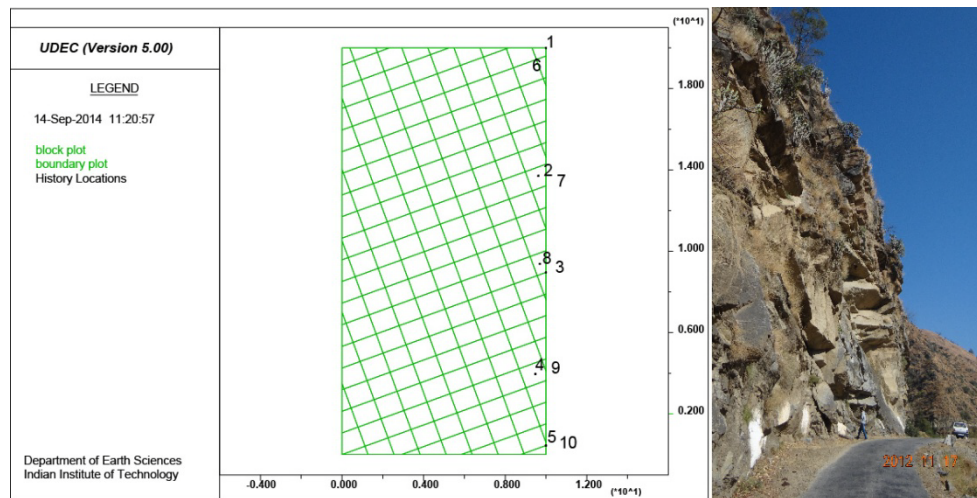 UDEC (Version 5.00)
LEGEND
14-Sep-2014 11:20:57
block plot
boundary plot
History Locations
Department of Earth Sciences
Indian Institute of Technology
(*10^1)
1
6
1.800
2
7
1.400
8
3
1.000
0.600
4 9
5 10
0.200
-0.400 0.000 0.400 0.800 1.200
(*10^1)